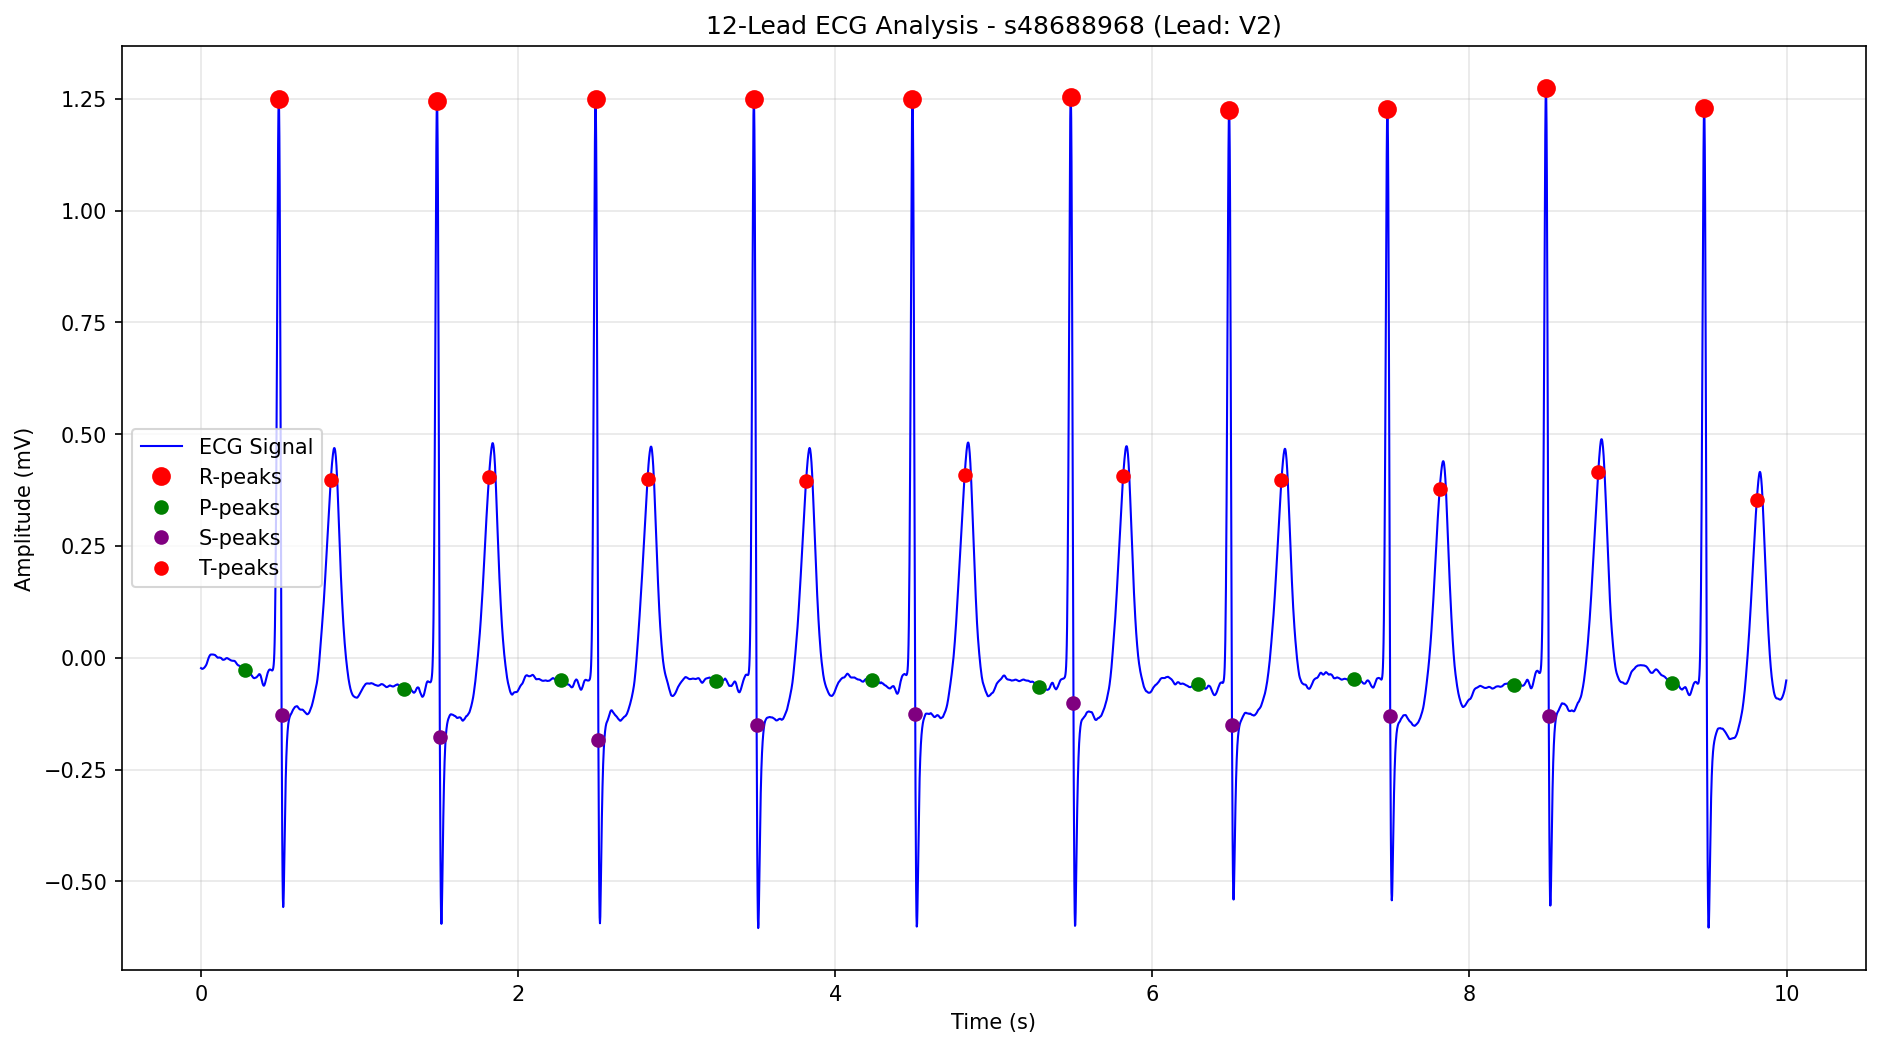 12-Lead ECG Analysis - s48688968 (Lead: V2)
Amplitude (mV)
1.25
1.00
0.75
0.50
0.25
0.00
−0.25
−0.50
ECG Signal
R-peaks
P-peaks
S-peaks
T-peaks
0 2 4 6 8 10
Time (s)